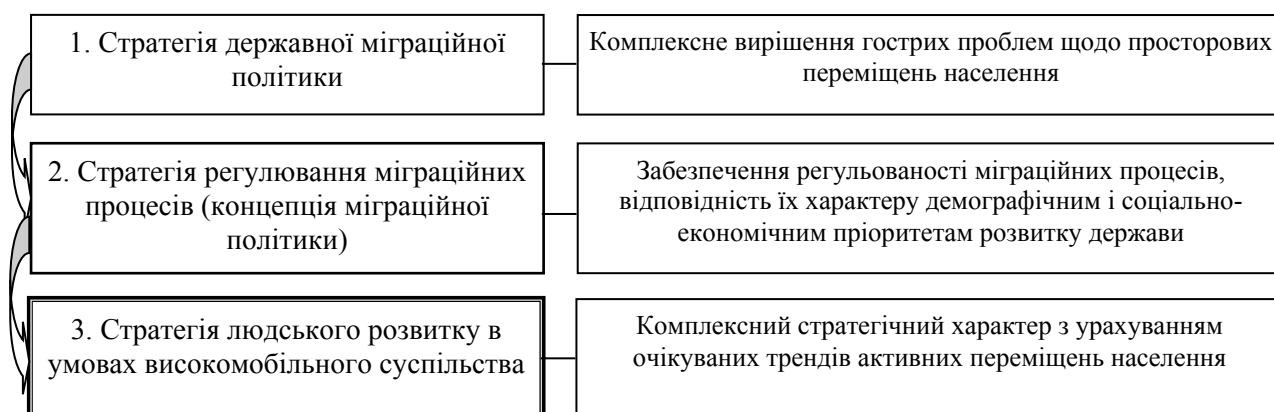 1. Стратегія державної міграційної
політики
Комплексне вирішення гострих проблем щодо просторових
переміщень населення
2. Стратегія регулювання міграційних
процесів (концепція міграційної
політики)
Забезпечення регульованості міграційних процесів,
відповідність їх характеру демографічним і соціально-
економічним пріоритетам розвитку держави
3. Стратегія людського розвитку в
умовах високомобільного суспільства
Комплексний стратегічний характер з урахуванням
очікуваних трендів активних переміщень населення